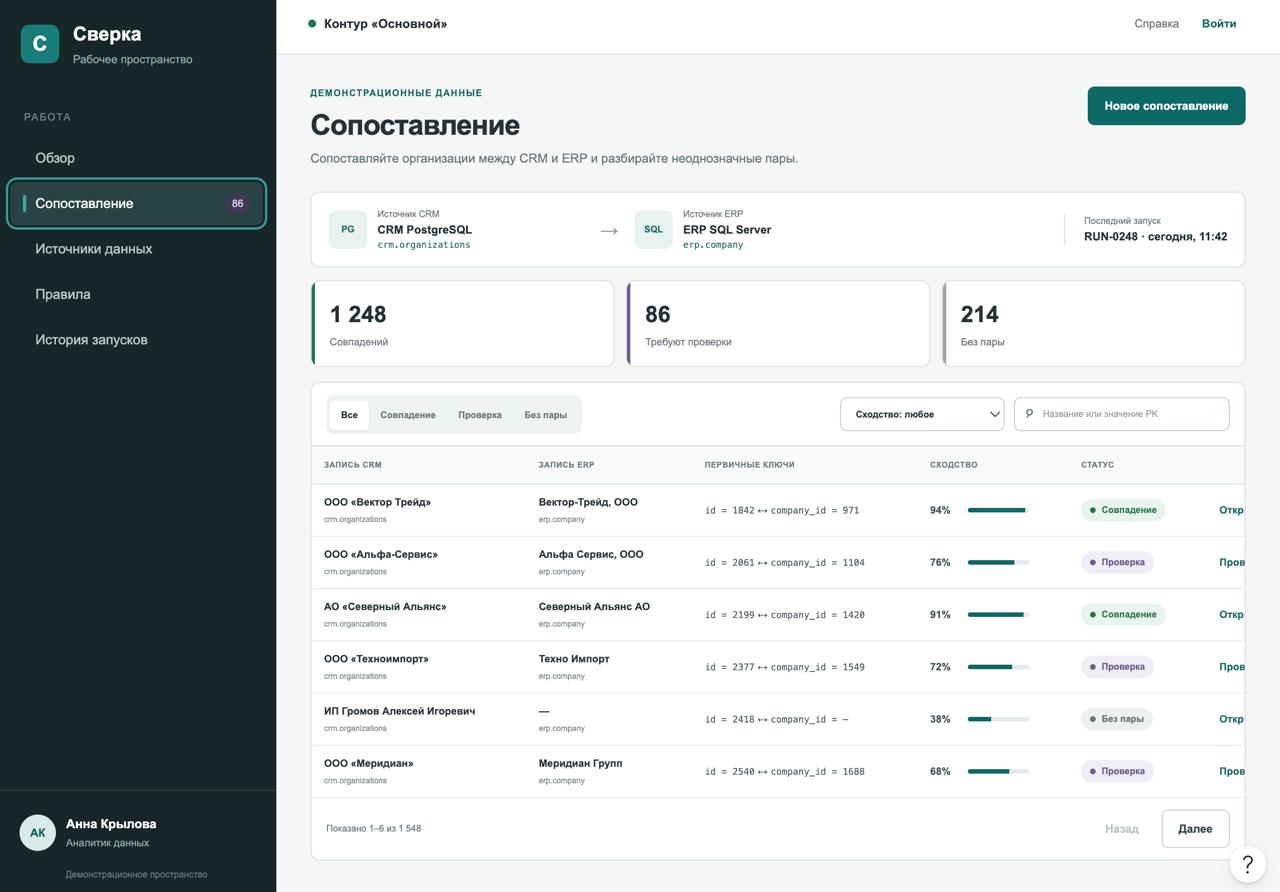 С
Сверка
Рабочее пространство
РАБОТА
Обзор
Сопоставление 86
Источники данных
Правила
История запусков
АК
Анна Крылова
Аналитик данных
Демонстрационное пространство
Контур «Основной»
Справка Войти
ДЕМОНСТРАЦИОННЫЕ ДАННЫЕ
Сопоставление
Сопоставляйте организации между CRM и ERP и разбирайте неоднозначные пары.
Новое сопоставление
PG
Источник CRM
CRM PostgreSQL
crm.organizations
→
SQL
Источник ERP
ERP SQL Server
erp.company
Последний запуск
RUN-0248 · сегодня, 11:42
1 248
Совпадений
86
Требуют проверки
214
Без пары
Все Совпадение Проверка Без пары
Сходство: любое
Название или значение PK
ЗАПИСЬ CRM ЗАПИСЬ ERP ПЕРВИЧНЫЕ КЛЮЧИ СХОДСТВО СТАТУС
ООО «Вектор Трейд» Вектор-Трейд, ООО
crm.organizations erp.company
id = 1842 ↔ company_id = 971 94% Совпадение Откр
ООО «Альфа-Сервис» Альфа Сервис, ООО
crm.organizations erp.company
id = 2061 ↔ company_id = 1104 76% Проверка Пров
АО «Северный Альянс» Северный Альянс АО
crm.organizations erp.company
id = 2199 ↔ company_id = 1420 91% Совпадение Откр
ООО «Техноимпорт» Техно Импорт
crm.organizations erp.company
id = 2377 ↔ company_id = 1549 72% Проверка Пров
ИП Громов Алексей Игоревич —
crm.organizations erp.company
id = 2418 ↔ company_id = — 38% Без пары Откр
ООО «Меридиан» Меридиан Групп
crm.organizations erp.company
id = 2540 ↔ company_id = 1688 68% Проверка Пров
Показано 1–6 из 1 548
Назад Далее
?